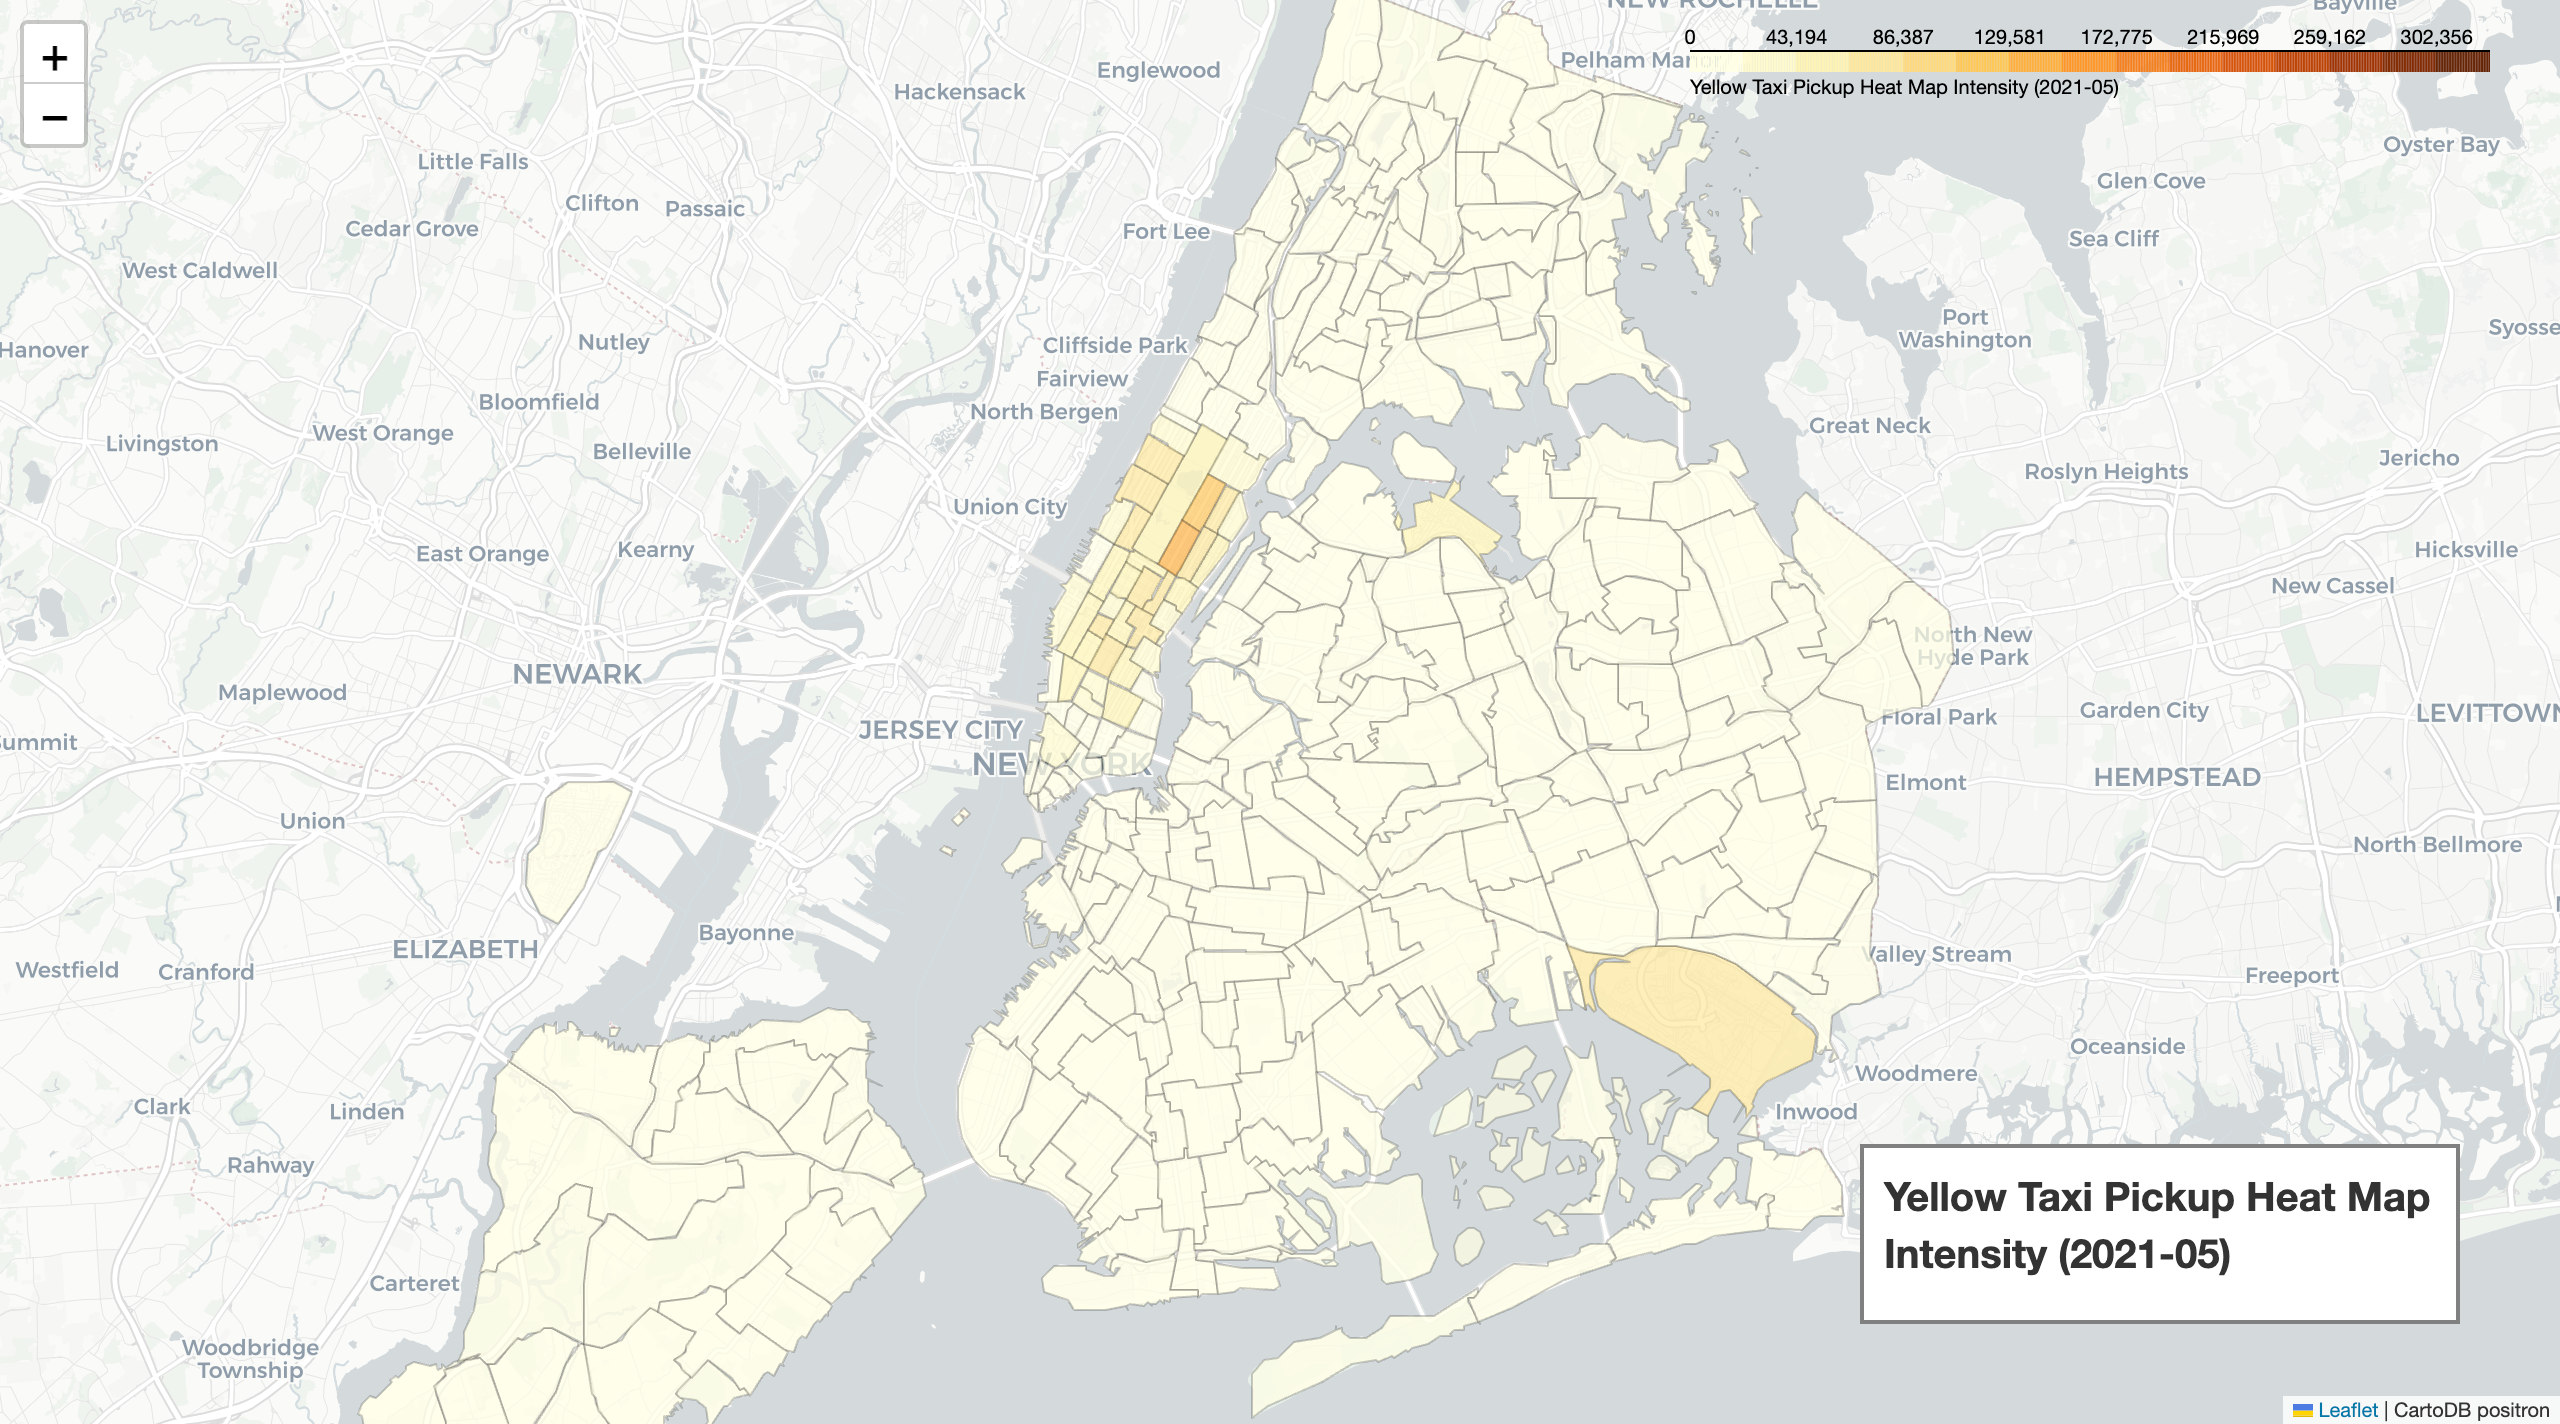 NEW ROCHELLE
Bayville
0 43,194 86,387 129,581 172,775 215,969 259,162 302,356
Yellow Taxi Pickup Heat Map Intensity (2021-05)
+
−
Pelham Manor
Englewood
Hackensack
Oyster Bay
Little Falls
Glen Cove
Clifton
Passaic
Cedar Grove
Fort Lee
Sea Cliff
West Caldwell
Port
Washington
Syosse
Hanover
Nutley
Cliffside Park
Fairview
Bloomfield
North Bergen
Great Neck
West Orange
Livingston
Belleville
Jericho
Roslyn Heights
Union City
East Orange
Kearny
Hicksville
New Cassel
North New
Hyde Park
NEWARK
Maplewood
Garden City
LEVITTOWN
Floral Park
JERSEY CITY
Summit
NEW YORK
HEMPSTEAD
Elmont
Union
North Bellmore
Bayonne
ELIZABETH
Valley Stream
Westfield
Cranford
Freeport
Oceanside
Woodmere
Clark
Linden
Inwood
Rahway
Yellow Taxi Pickup Heat Map
Intensity (2021-05)
Carteret
Woodbridge
Township
Leaflet | CartoDB positron